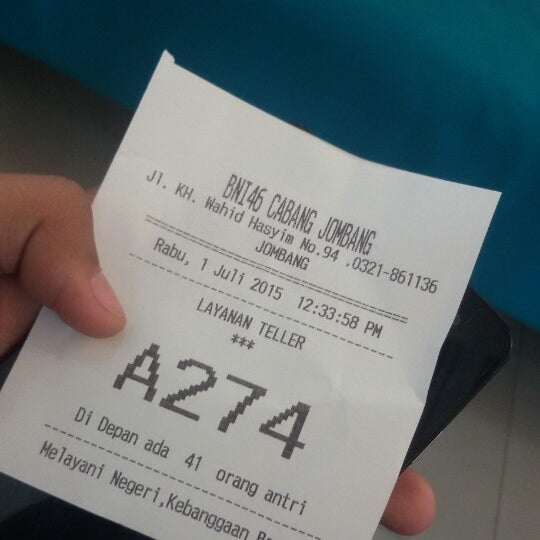 BNI46 CABANG JOMBANG
Jl. KH. Wahid Hasyim No.94 .0321-861136
JOMBANG
Rabu, 1 Juli 2015 12:33:58 PM
LAYANAN TELLER
***
A274
Di Depan ada 41 orang antri
Melayani Negeri,Kebanggaan